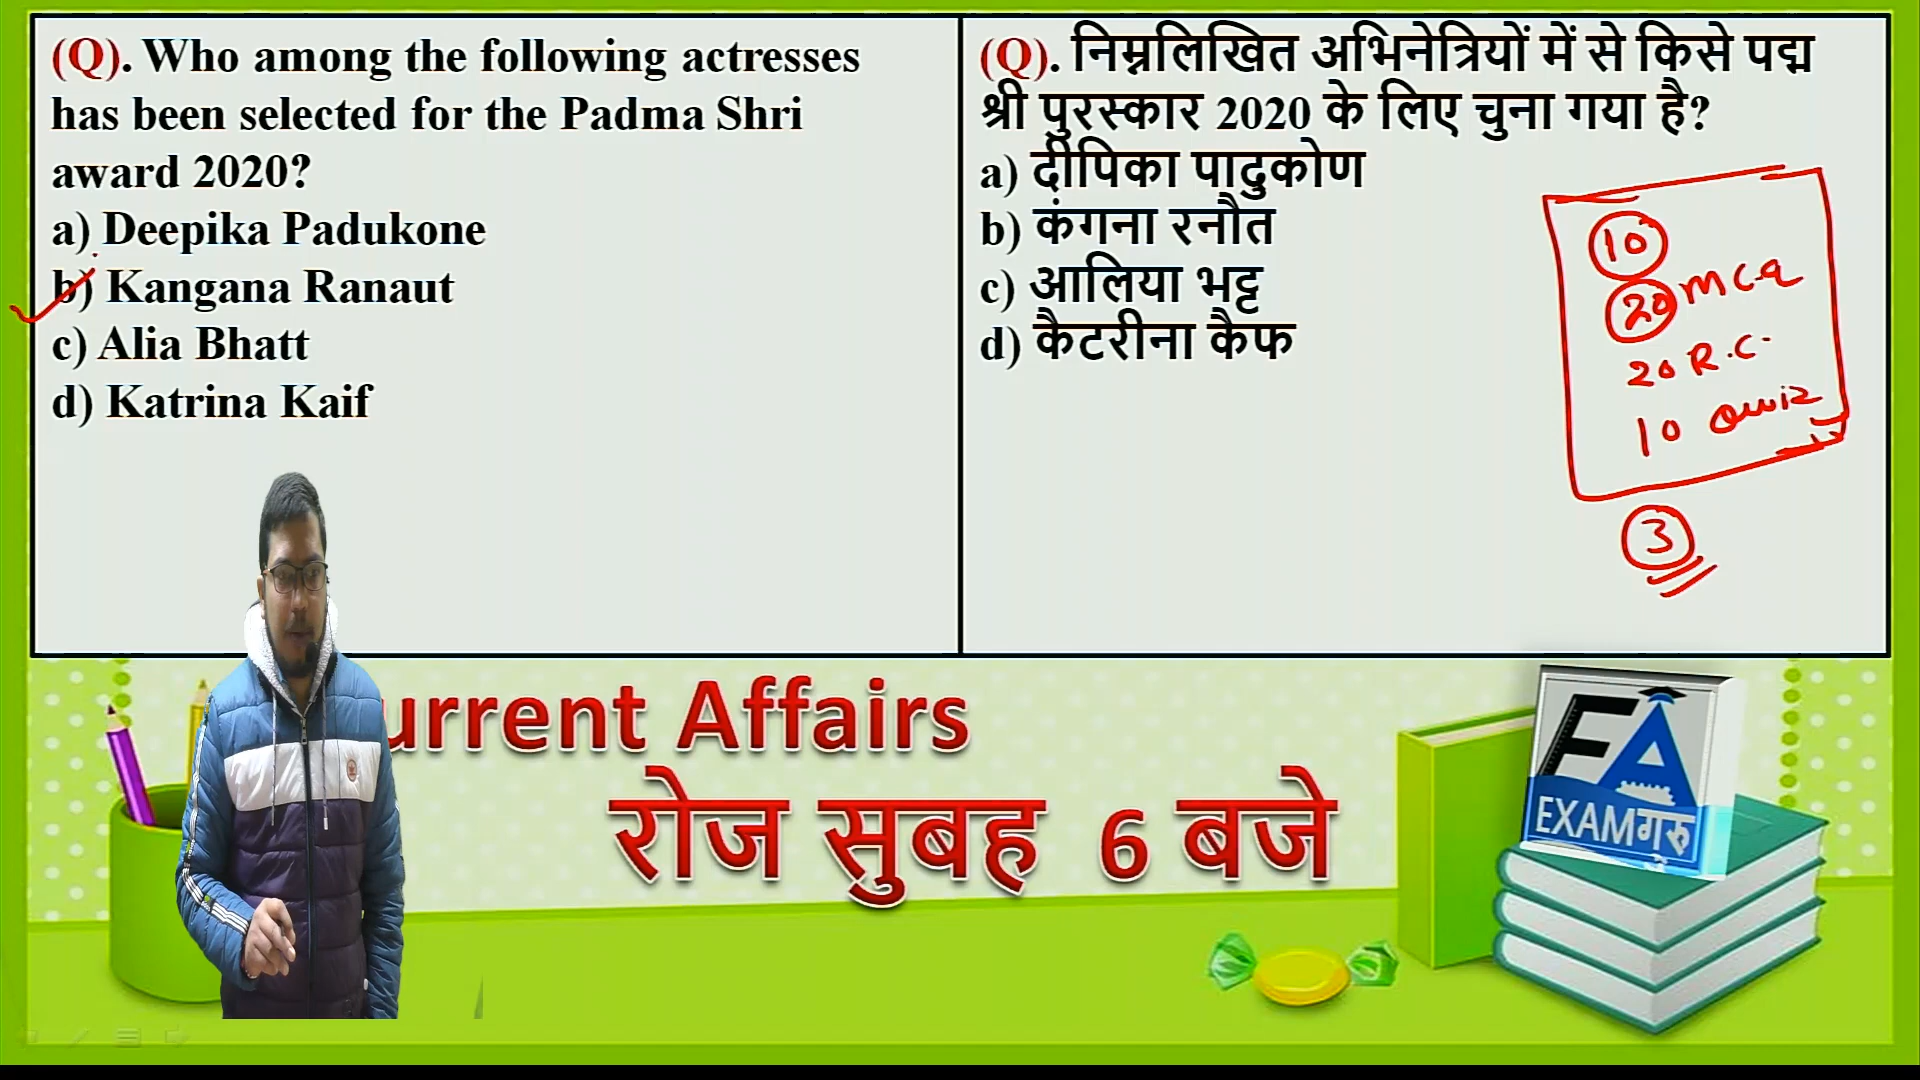 (Q). Who among the following actresses
has been selected for the Padma Shri
award 2020?
a) Deepika Padukone
b) Kangana Ranaut
c) Alia Bhatt
d) Katrina Kaif
(Q). निम्नलिखित अभिनेत्रियों में से किसे पद्म
श्री पुरस्कार 2020 के लिए चुना गया है?
a) दीपिका पादुकोण
b) कंगना रनौत
c) आलिया भट्ट
d) कैटरीना कैफ
10
20 MCQ
20 R.C.
10 Quiz
3
urrent Affairs
रोज सुबह 6 बजे
FA
EXAMगुरु